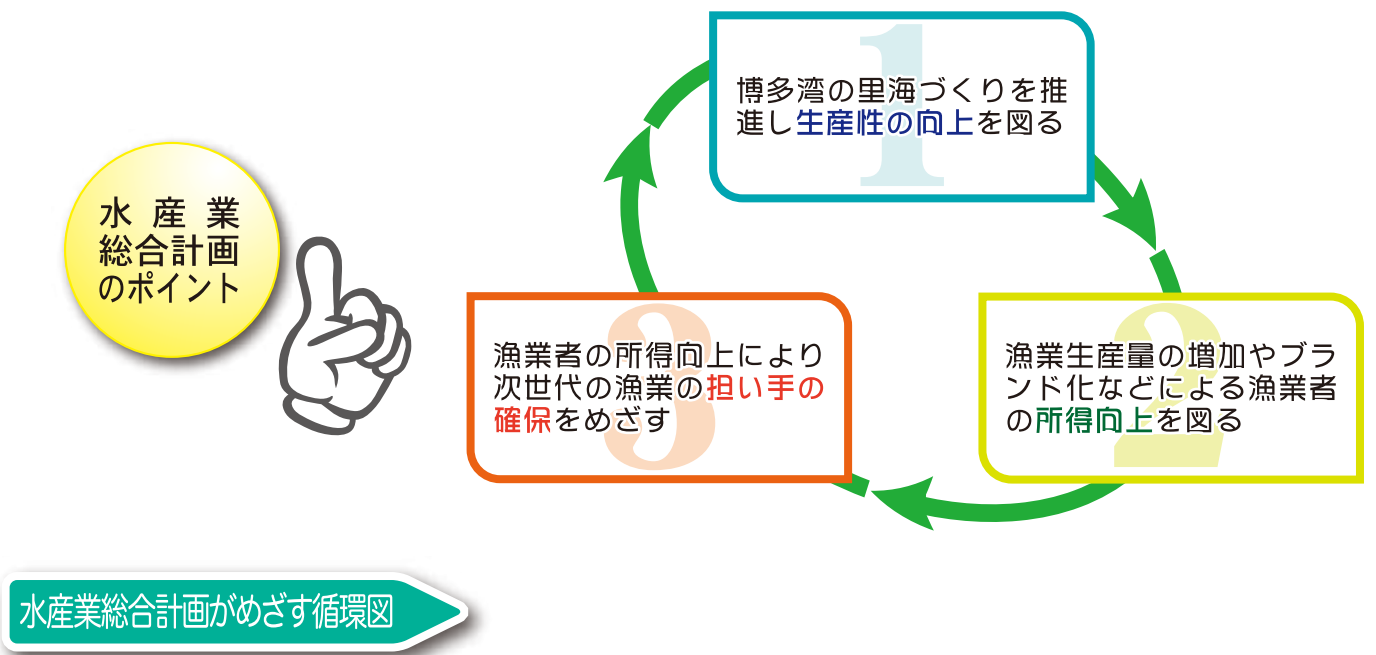 水産業
総合計画
のポイント
1
博多湾の里海づくりを推
進し生産性の向上を図る
2
漁業生産量の増加やブラ
ンド化などによる漁業者
の所得向上を図る
3
漁業者の所得向上により
次世代の漁業の担い手の
確保をめざす
水産業総合計画がめざす循環図